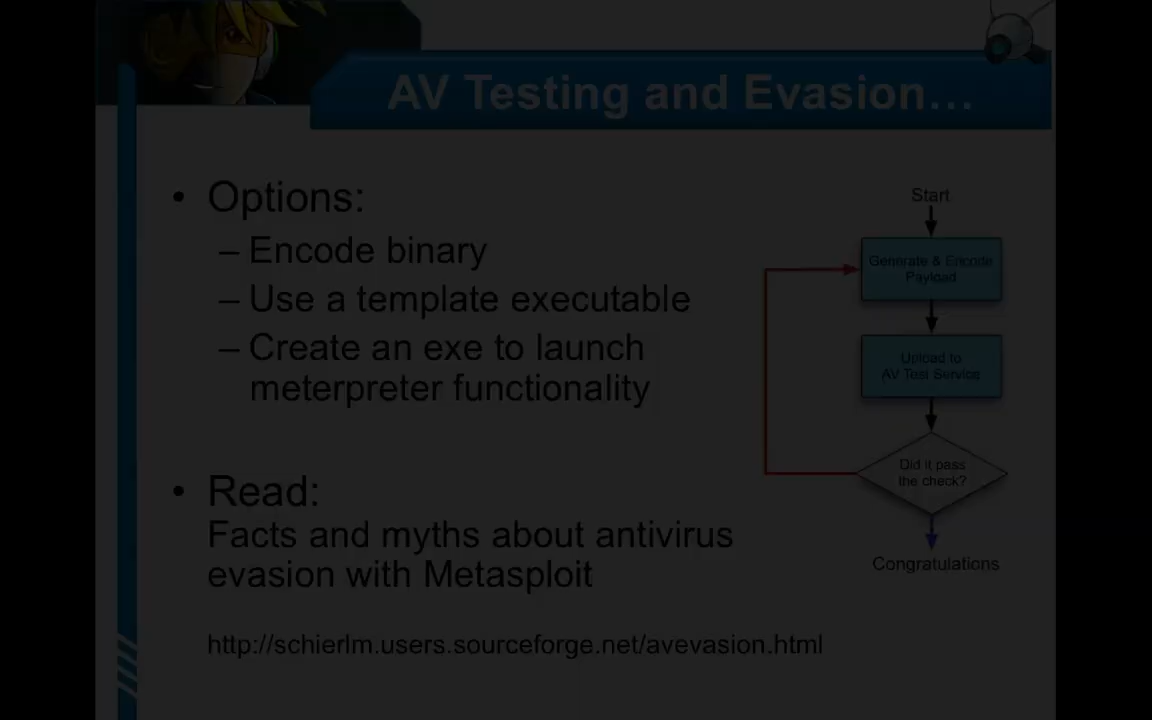 AV Testing and Evasion…
• Options:
– Encode binary
– Use a template executable
– Create an exe to launch
meterpreter functionality
• Read:
Facts and myths about antivirus
evasion with Metasploit
http://schierlm.users.sourceforge.net/avevasion.html
Start
Generate & Encode
Payload
Upload to
AV Test Service
Did it pass
the check?
Congratulations